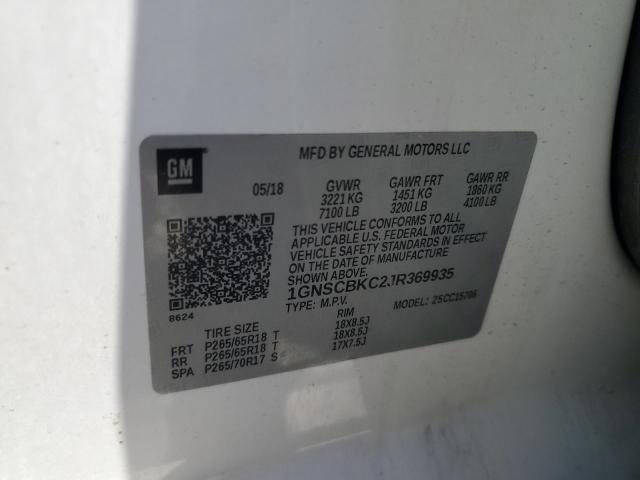 GM
MFD BY GENERAL MOTORS LLC
05/18 GVWR GAWR FRT GAWR RR
3221 KG 1451 KG 1860 KG
7100 LB 3200 LB 4100 LB
THIS VEHICLE CONFORMS TO ALL
APPLICABLE U.S. FEDERAL MOTOR
VEHICLE SAFETY STANDARDS IN EFFECT
ON THE DATE OF MANUFACTURE
SHOWN ABOVE.
1GNSCBKC2JR369935
TYPE: M.P.V. MODEL: 2SCC15706
8624
TIRE SIZE RIM
FRT P265/65R18 T 18X8.5J
RR P265/65R18 T 18X8.5J
SPA P265/70R17 S 17X7.5J